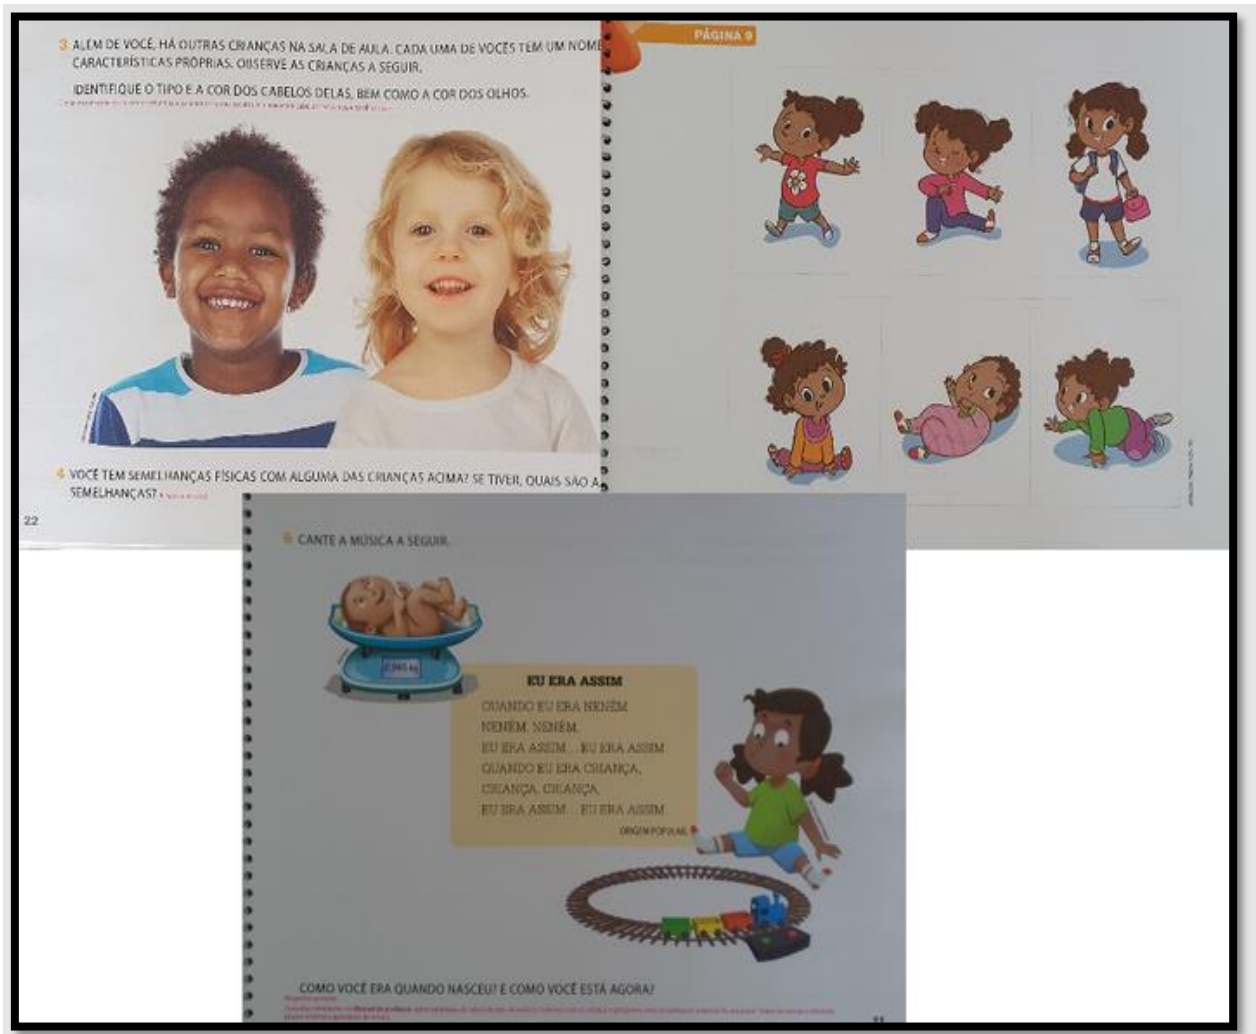 3 ALÉM DE VOCÊ, HÁ OUTRAS CRIANÇAS NA SALA DE AULA. CADA UMA DE VOCÊS TEM UM NOME
CARACTERÍSTICAS PRÓPRIAS. OBSERVE AS CRIANÇAS A SEGUIR.
IDENTIFIQUE O TIPO E A COR DOS CABELOS DELAS, BEM COMO A COR DOS OLHOS.
4 VOCÊ TEM SEMELHANÇAS FÍSICAS COM ALGUMA DAS CRIANÇAS ACIMA? SE TIVER, QUAIS SÃO A
SEMELHANÇAS?
22
PÁGINA 9
CANTE A MÚSICA A SEGUIR.
EU ERA ASSIM
QUANDO EU ERA NENÉM
NENÉM, NENÉM,
EU ERA ASSIM... EU ERA ASSIM
QUANDO EU ERA CRIANÇA,
CRIANÇA, CRIANÇA,
EU ERA ASSIM... EU ERA ASSIM.
ORIGEM POPULAR.
COMO VOCÊ ERA QUANDO NASCEU? E COMO VOCÊ ESTÁ AGORA?